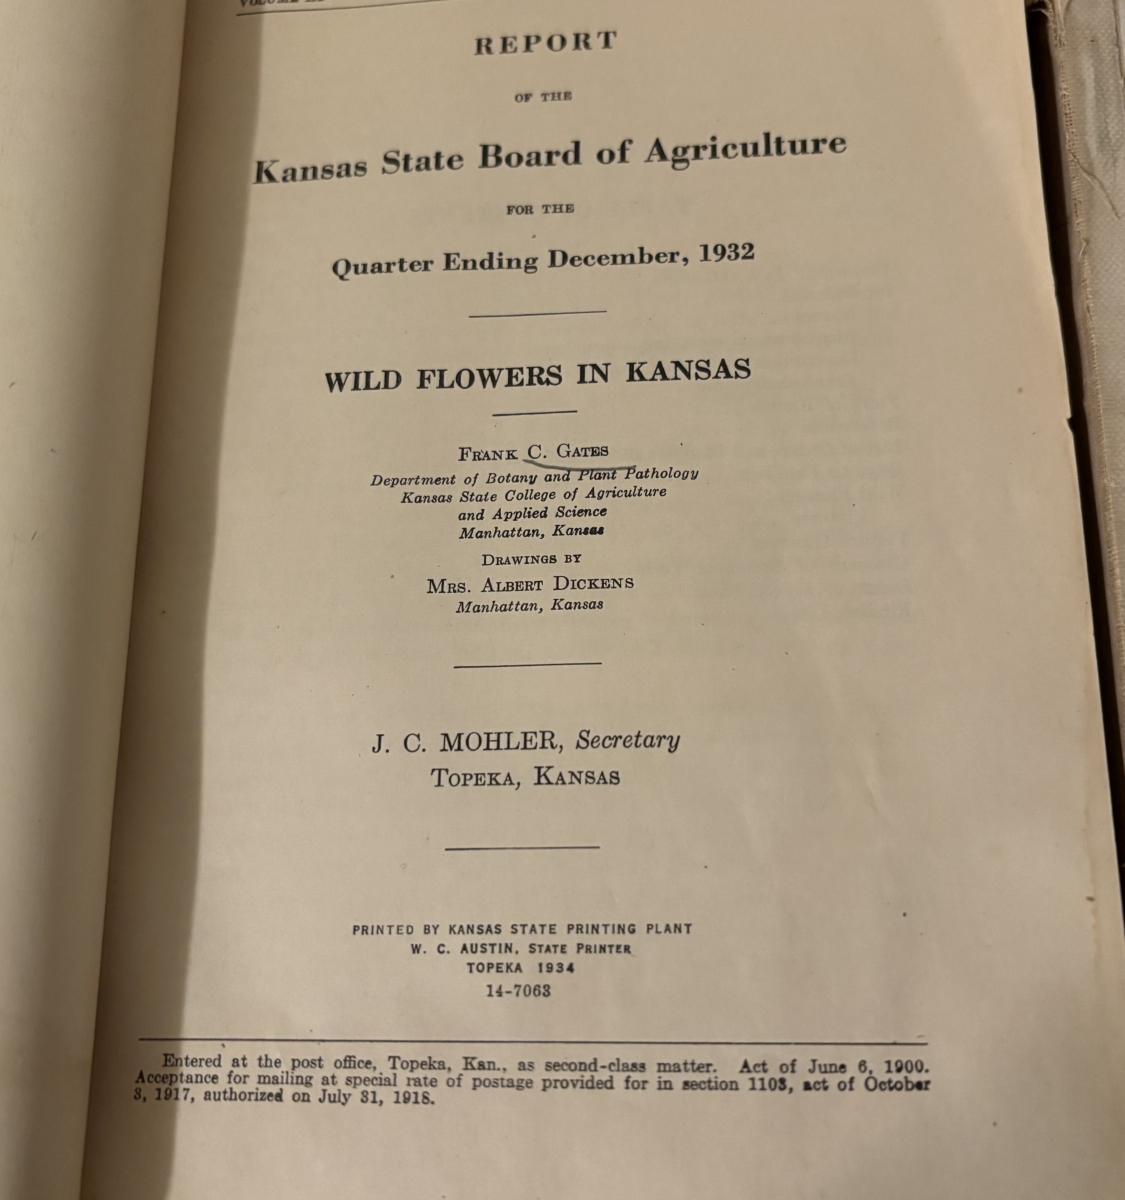 VOLUME
REPORT
OF THE
Kansas State Board of Agriculture
FOR THE
Quarter Ending December, 1932
WILD FLOWERS IN KANSAS
FRANK C. GATES
Department of Botany and Plant Pathology
Kansas State College of Agriculture
and Applied Science
Manhattan, Kansas
DRAWINGS BY
MRS. ALBERT DICKENS
Manhattan, Kansas
J. C. MOHLER, Secretary
TOPEKA, KANSAS
PRINTED BY KANSAS STATE PRINTING PLANT
W. C. AUSTIN, STATE PRINTER
TOPEKA 1934
14-7063
Entered at the post office, Topeka, Kan., as second-class matter. Act of June 6, 1900.
Acceptance for mailing at special rate of postage provided for in section 1103, act of October
3, 1917, authorized on July 31, 1918.